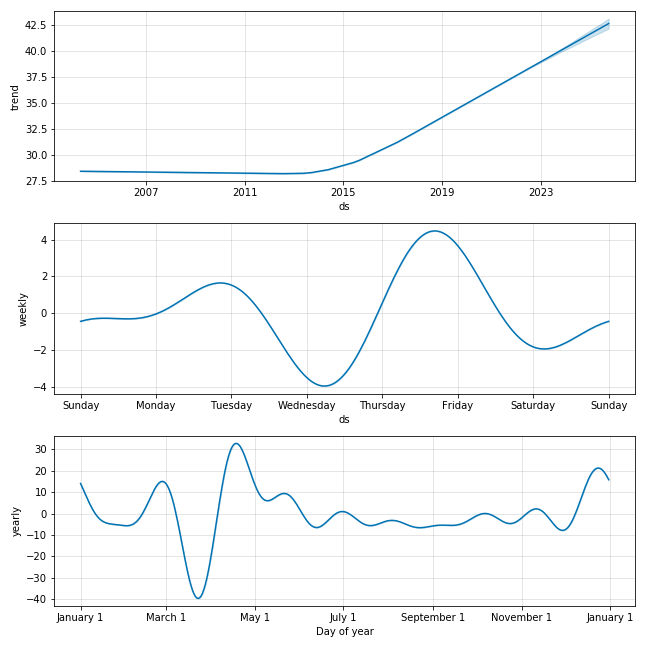 42.5
40.0
37.5
35.0
32.5
30.0
27.5
trend
2007 2011 2015 2019 2023
ds
4
2
0
−2
−4
weekly
Sunday Monday Tuesday Wednesday Thursday Friday Saturday Sunday
ds
30
20
10
0
−10
−20
−30
−40
yearly
January 1 March 1 May 1 July 1 September 1 November 1 January 1
Day of year